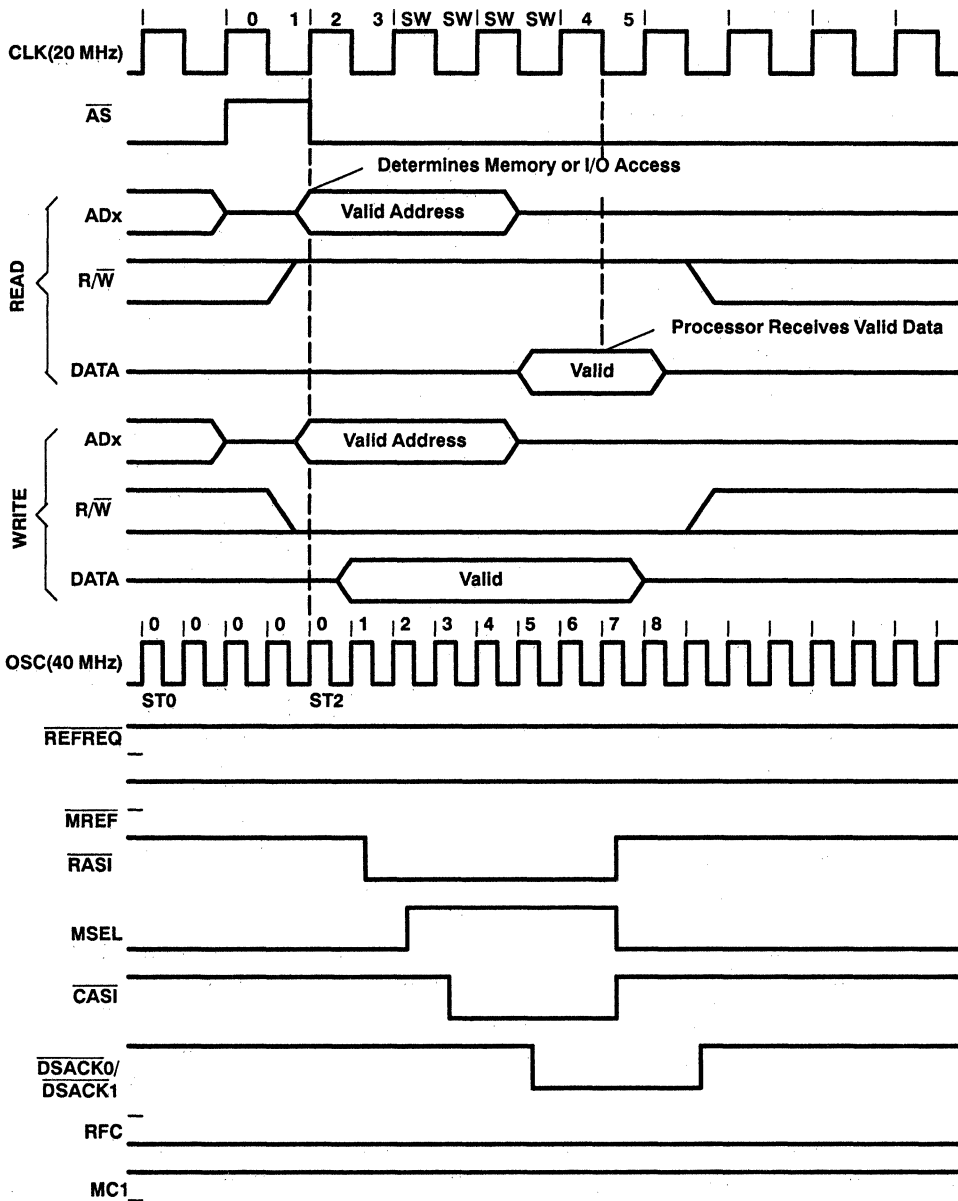 0 1 2 3 SW SW SW SW 4 5
CLK(20 MHz)
AS
Determines Memory or I/O Access
READ
ADx Valid Address
R/W
Processor Receives Valid Data
DATA Valid
WRITE
ADx Valid Address
R/W
DATA Valid
0 0 0 0 0 1 2 3 4 5 6 7 8
OSC(40 MHz)
ST0 ST2
REFREQ
MREF
RASI
MSEL
CASI
DSACK0/
DSACK1
RFC
MC1